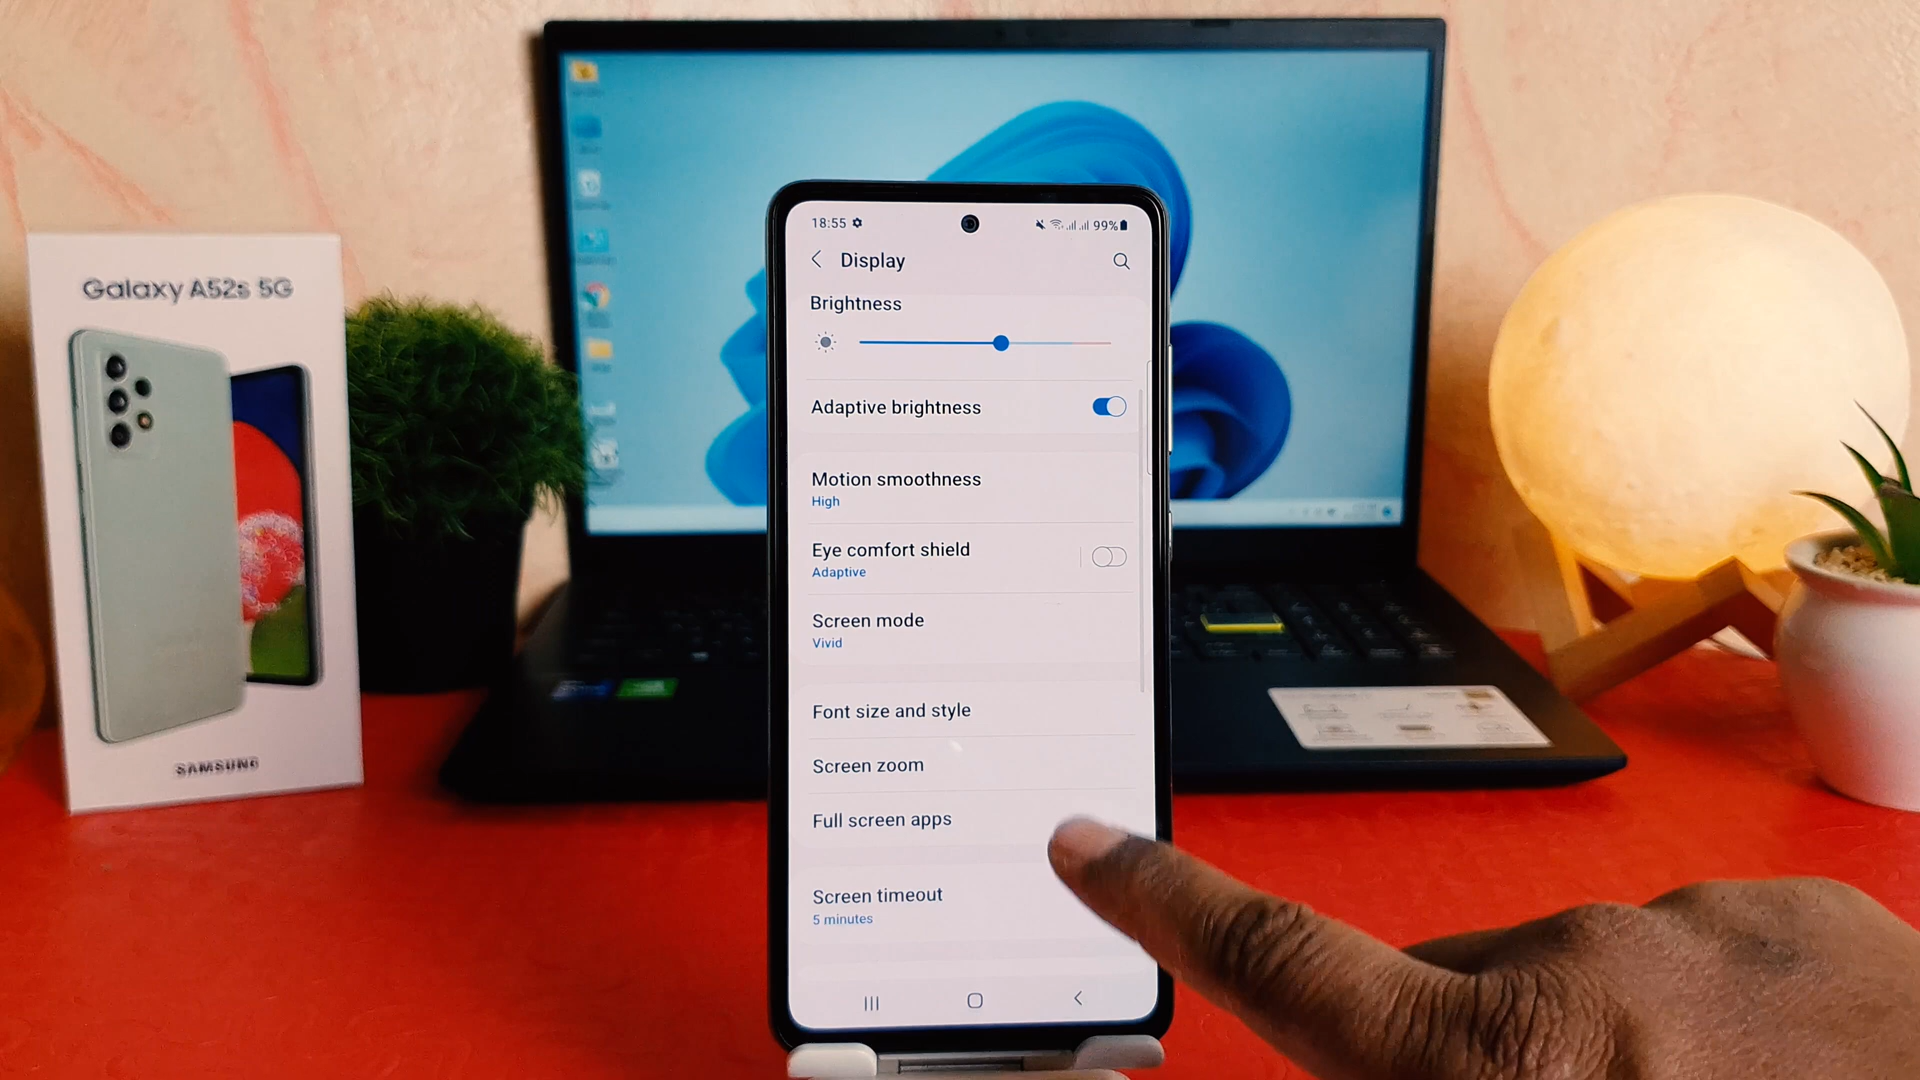 Galaxy A52s 5G
SAMSUNG
18:55
99%
Display
Brightness
Adaptive brightness
Motion smoothness
High
Eye comfort shield
Adaptive
Screen mode
Vivid
Font size and style
Screen zoom
Full screen apps
Screen timeout
5 minutes